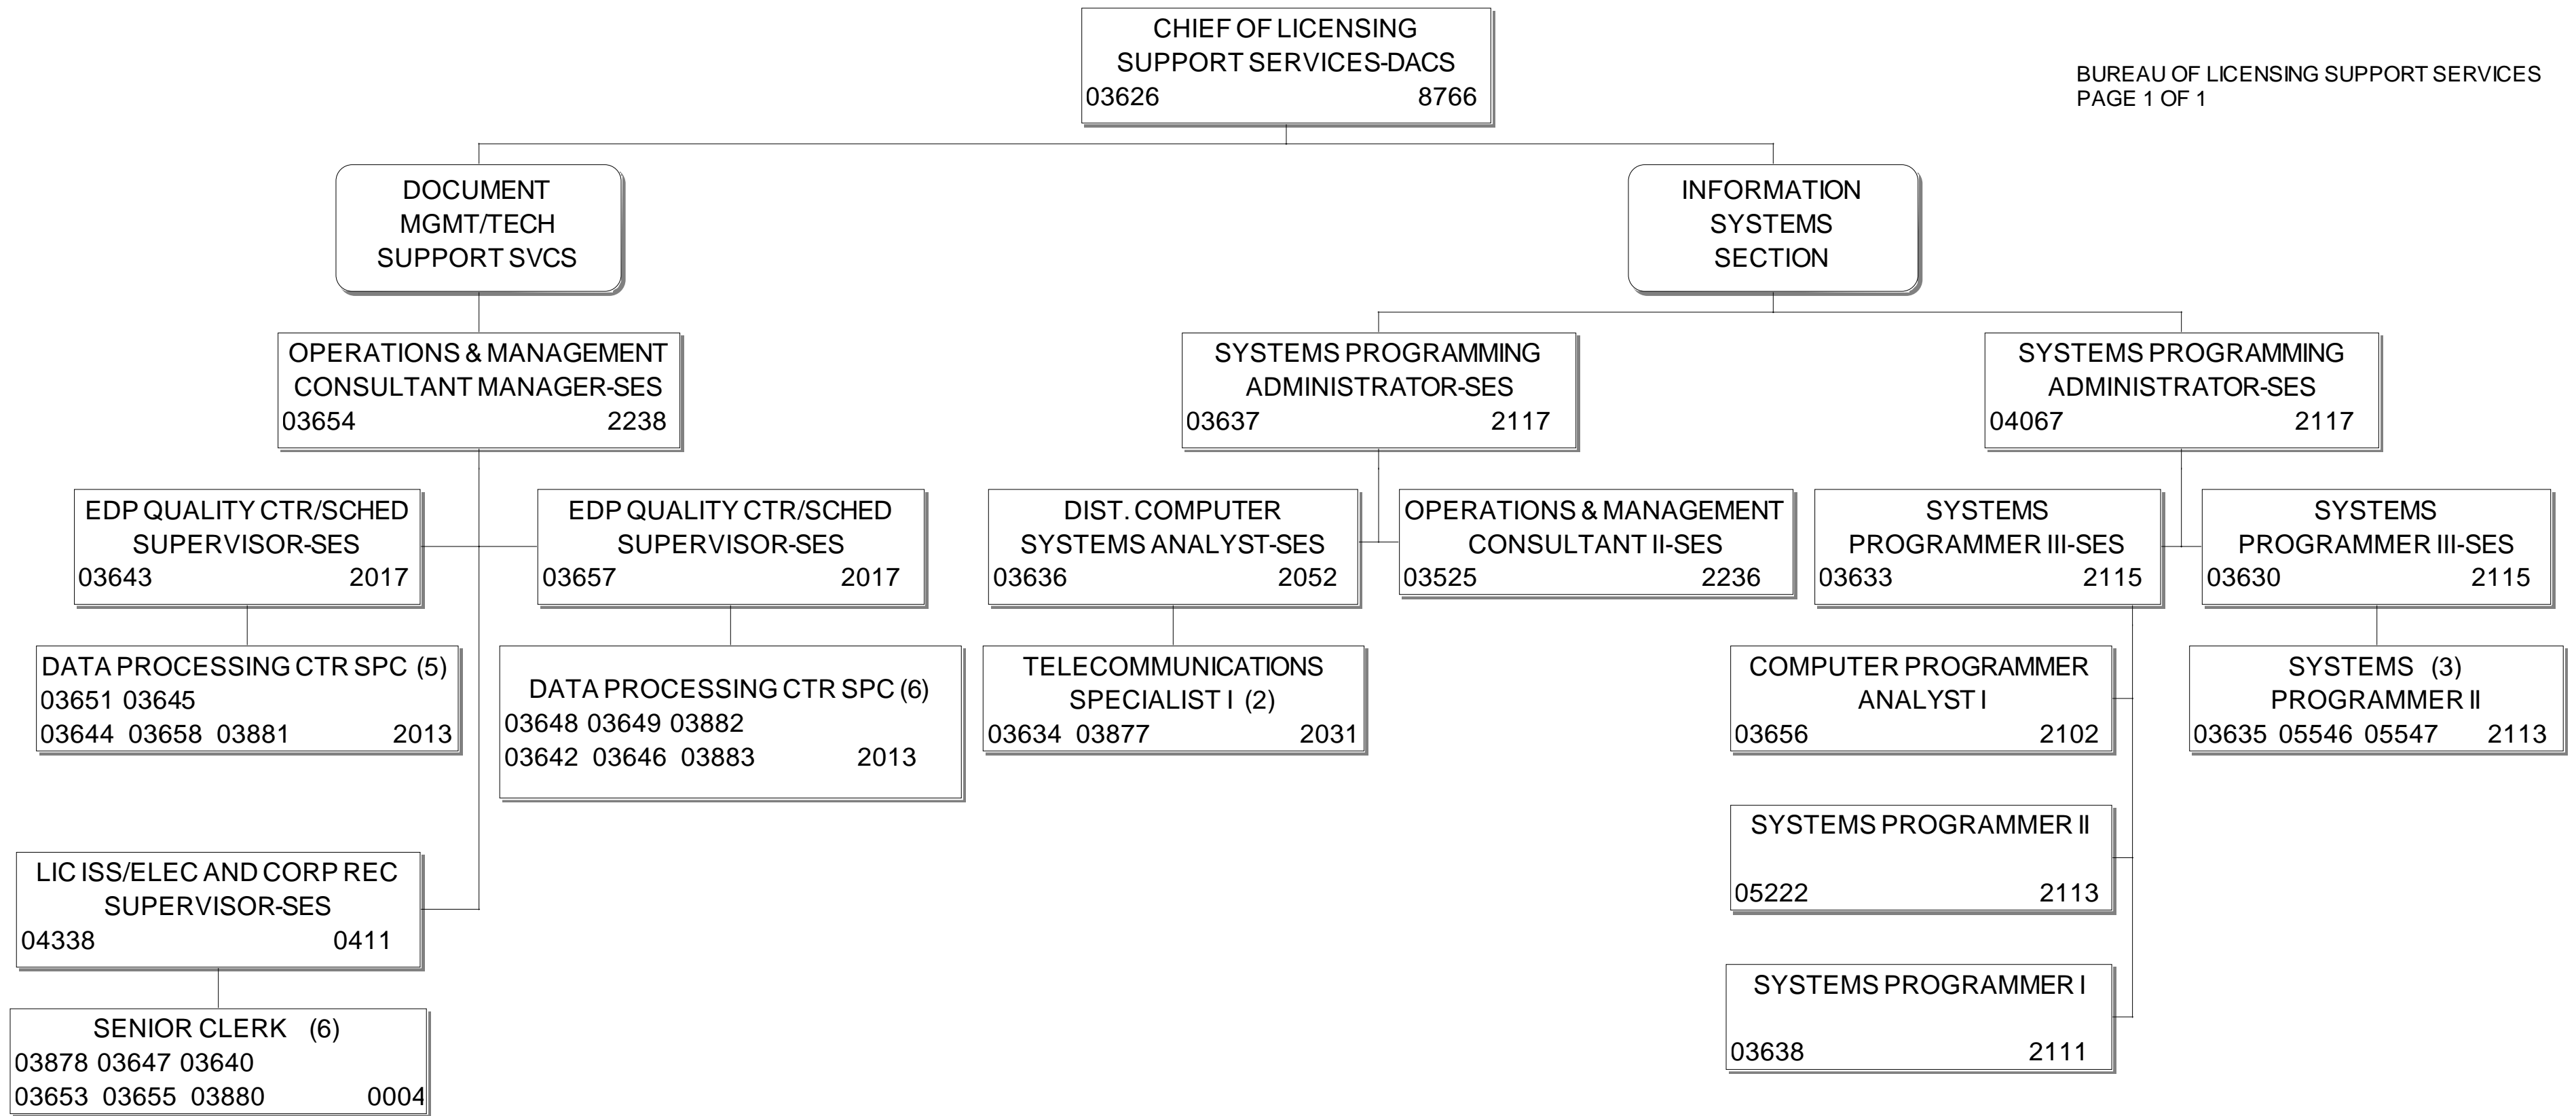 CHIEF OF LICENSING
SUPPORT SERVICES-DACS
03626 8766
BUREAU OF LICENSING SUPPORT SERVICES
PAGE 1 OF 1
DOCUMENT
MGMT/TECH
SUPPORT SVCS
INFORMATION
SYSTEMS
SECTION
OPERATIONS & MANAGEMENT
CONSULTANT MANAGER-SES
03654 2238
SYSTEMS PROGRAMMING
ADMINISTRATOR-SES
03637 2117
SYSTEMS PROGRAMMING
ADMINISTRATOR-SES
04067 2117
EDP QUALITY CTR/SCHED
SUPERVISOR-SES
03643 2017
EDP QUALITY CTR/SCHED
SUPERVISOR-SES
03657 2017
DIST. COMPUTER
SYSTEMS ANALYST-SES
03636 2052
OPERATIONS & MANAGEMENT
CONSULTANT II-SES
03525 2236
SYSTEMS
PROGRAMMER III-SES
03633 2115
SYSTEMS
PROGRAMMER III-SES
03630 2115
DATA PROCESSING CTR SPC (5)
03651 03645
03644 03658 03881 2013
DATA PROCESSING CTR SPC (6)
03648 03649 03882
03642 03646 03883 2013
TELECOMMUNICATIONS
SPECIALIST I (2)
03634 03877 2031
COMPUTER PROGRAMMER
ANALYST I
03656 2102
SYSTEMS (3)
PROGRAMMER II
03635 05546 05547 2113
SYSTEMS PROGRAMMER II
05222 2113
LIC ISS/ELEC AND CORP REC
SUPERVISOR-SES
04338 0411
SYSTEMS PROGRAMMER I
03638 2111
SENIOR CLERK (6)
03878 03647 03640
03653 03655 03880 0004